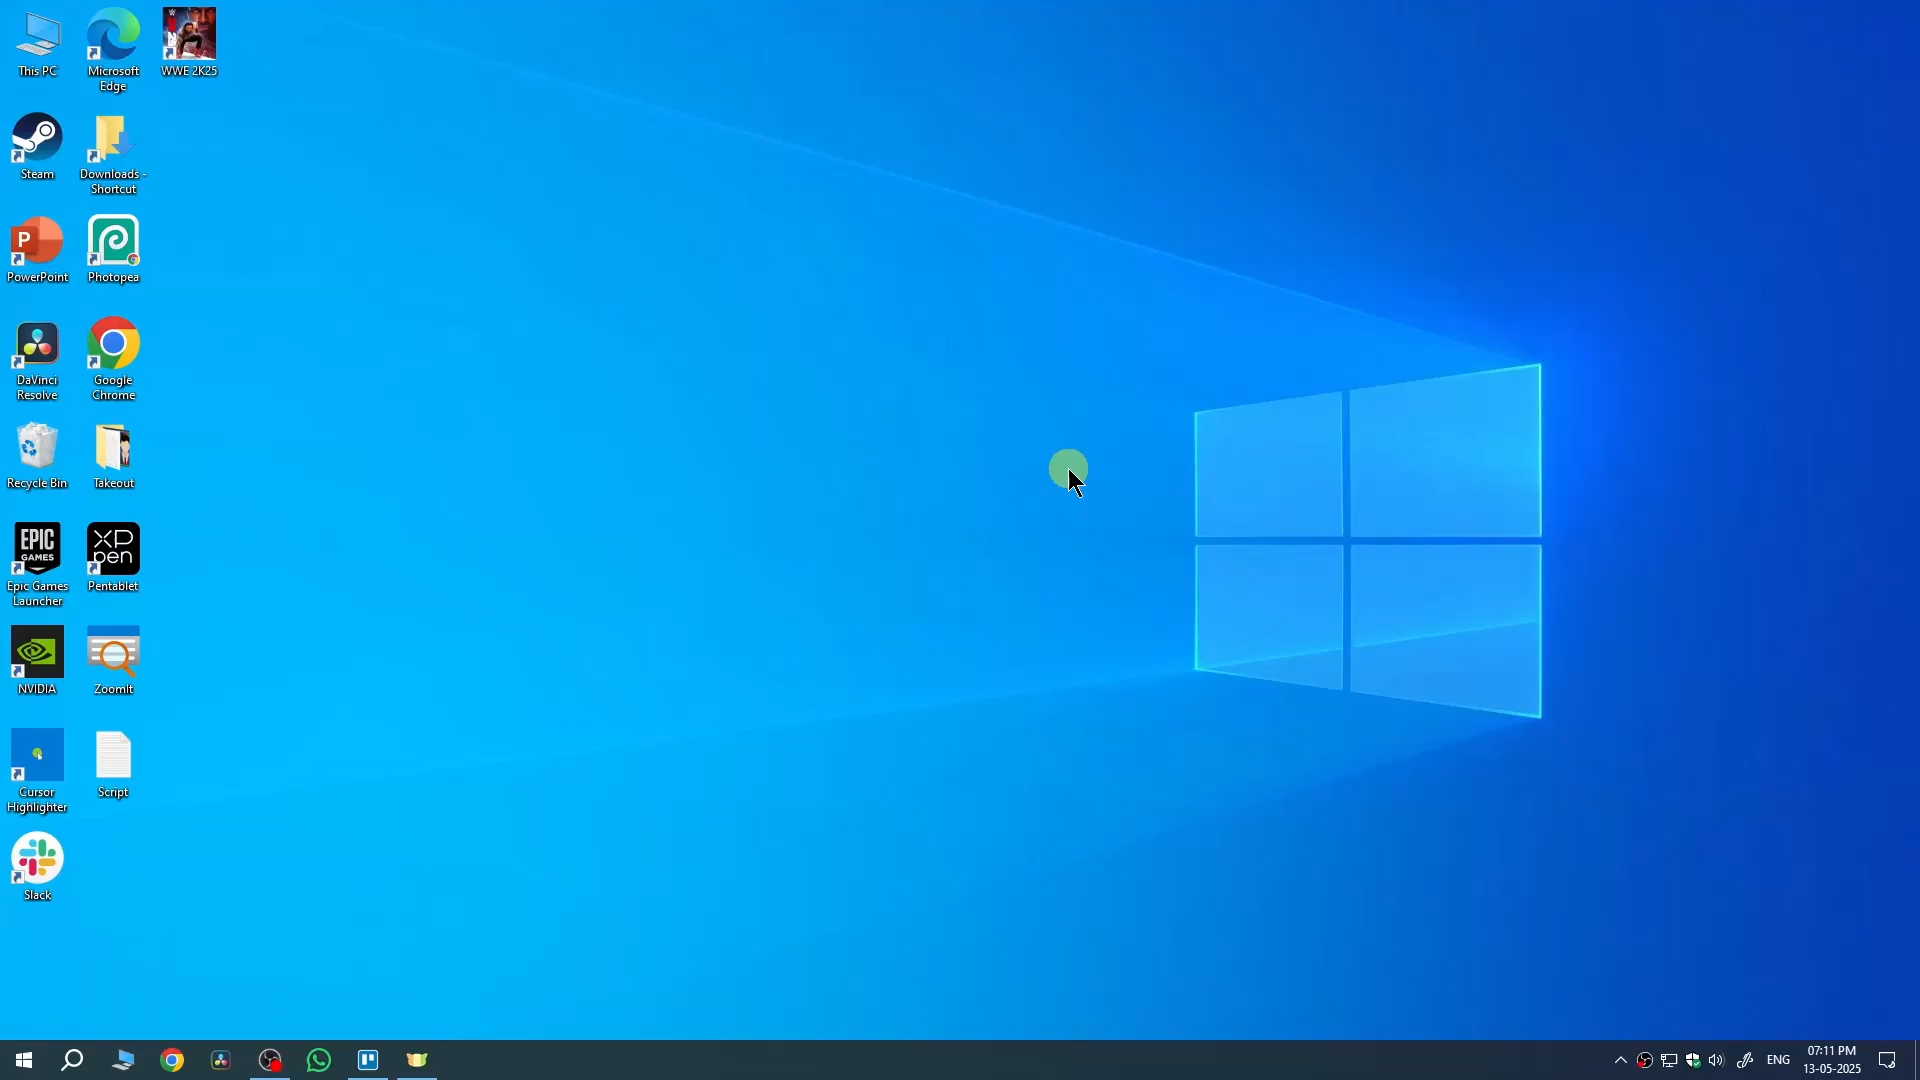 This PC
Microsoft
Edge
WWE 2K25
Steam
Downloads -
Shortcut
P
PowerPoint
Photopea
DaVinci
Resolve
Google
Chrome
Recycle Bin
Takeout
EPIC
GAMES
Epic Games
Launcher
XP
pen
Pentablet
NVIDIA
ZoomIt
Cursor
Highlighter
Script
Slack
ENG
07:11 PM
13-05-2025